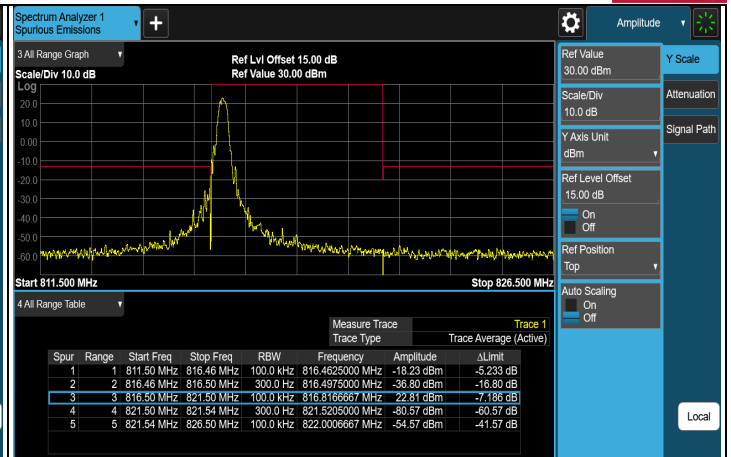 Spectrum Analyzer 1
Spurious Emissions
Amplitude
3 All Range Graph
Ref Lvl Offset 15.00 dB
Scale/Div 10.0 dB
Ref Value 30.00 dBm
Log
20.0
10.0
0.00
-10.0
-20.0
-30.0
-40.0
-50.0
-60.0
Start 811.500 MHz
Stop 826.500 MHz
4 All Range Table
Measure Trace Trace 1
Trace Type Trace Average (Active)
Spur Range Start Freq Stop Freq RBW Frequency Amplitude ΔLimit
1 1 811.50 MHz 816.46 MHz 100.0 kHz 816.4625000 MHz -18.23 dBm -5.233 dB
2 2 816.46 MHz 816.50 MHz 300.0 Hz 816.4975000 MHz -36.80 dBm -16.80 dB
3 3 816.50 MHz 821.50 MHz 100.0 kHz 816.8166667 MHz 22.81 dBm -7.186 dB
4 4 821.50 MHz 821.54 MHz 300.0 Hz 821.5205000 MHz -80.57 dBm -60.57 dB
5 5 821.54 MHz 826.50 MHz 100.0 kHz 822.0006667 MHz -54.57 dBm -41.57 dB
Ref Value
30.00 dBm
Scale/Div
10.0 dB
Y Axis Unit
dBm
Ref Level Offset
15.00 dB
On
Off
Ref Position
Top
Auto Scaling
On
Off
Y Scale
Attenuation
Signal Path
Local